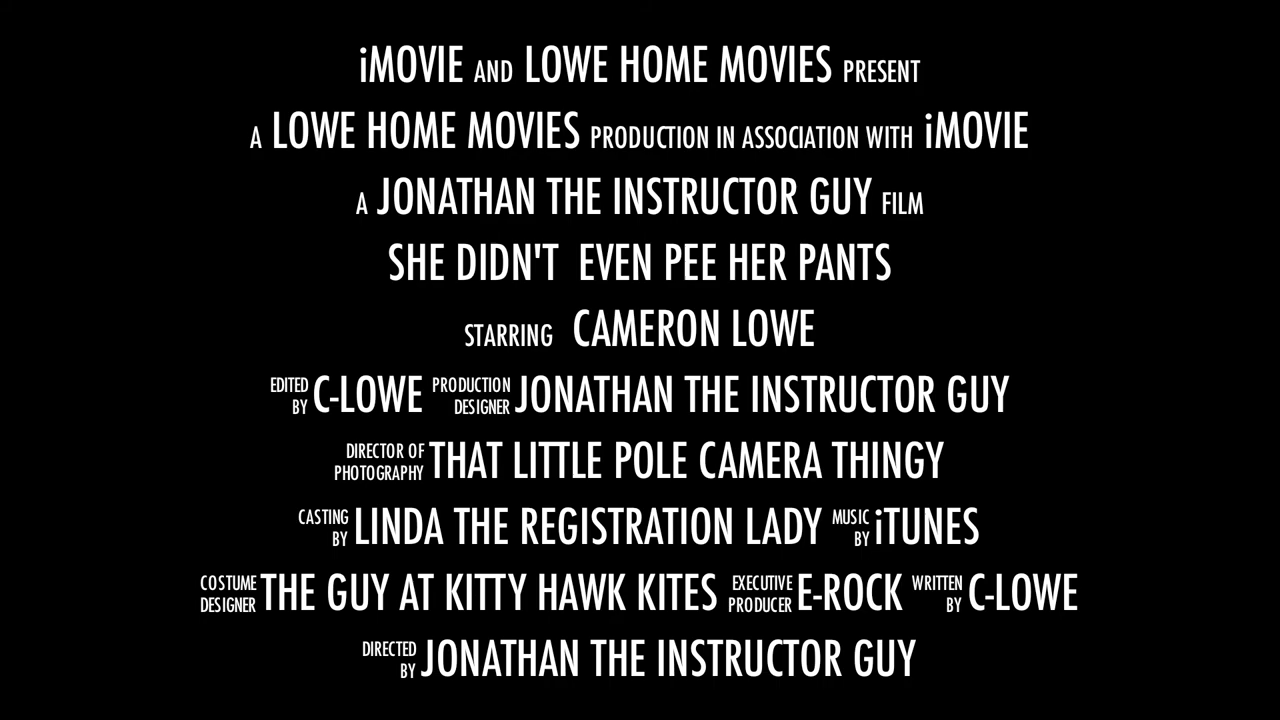 iMOVIE AND LOWE HOME MOVIES PRESENT
A LOWE HOME MOVIES PRODUCTION IN ASSOCIATION WITH iMOVIE
A JONATHAN THE INSTRUCTOR GUY FILM
SHE DIDN'T EVEN PEE HER PANTS
STARRING CAMERON LOWE
EDITED BY C-LOWE PRODUCTION DESIGNER JONATHAN THE INSTRUCTOR GUY
DIRECTOR OF PHOTOGRAPHY THAT LITTLE POLE CAMERA THINGY
CASTING BY LINDA THE REGISTRATION LADY MUSIC BY iTUNES
COSTUME DESIGNER THE GUY AT KITTY HAWK KITES EXECUTIVE PRODUCER E-ROCK WRITTEN BY C-LOWE
DIRECTED BY JONATHAN THE INSTRUCTOR GUY